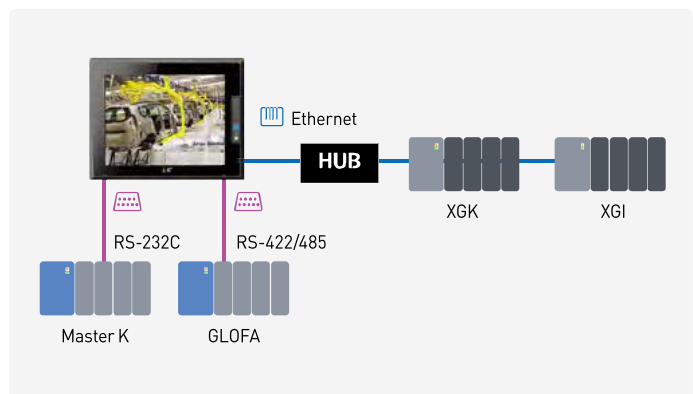 Ethernet
HUB
XGK
XGI
RS-232C
RS-422/485
Master K
GLOFA